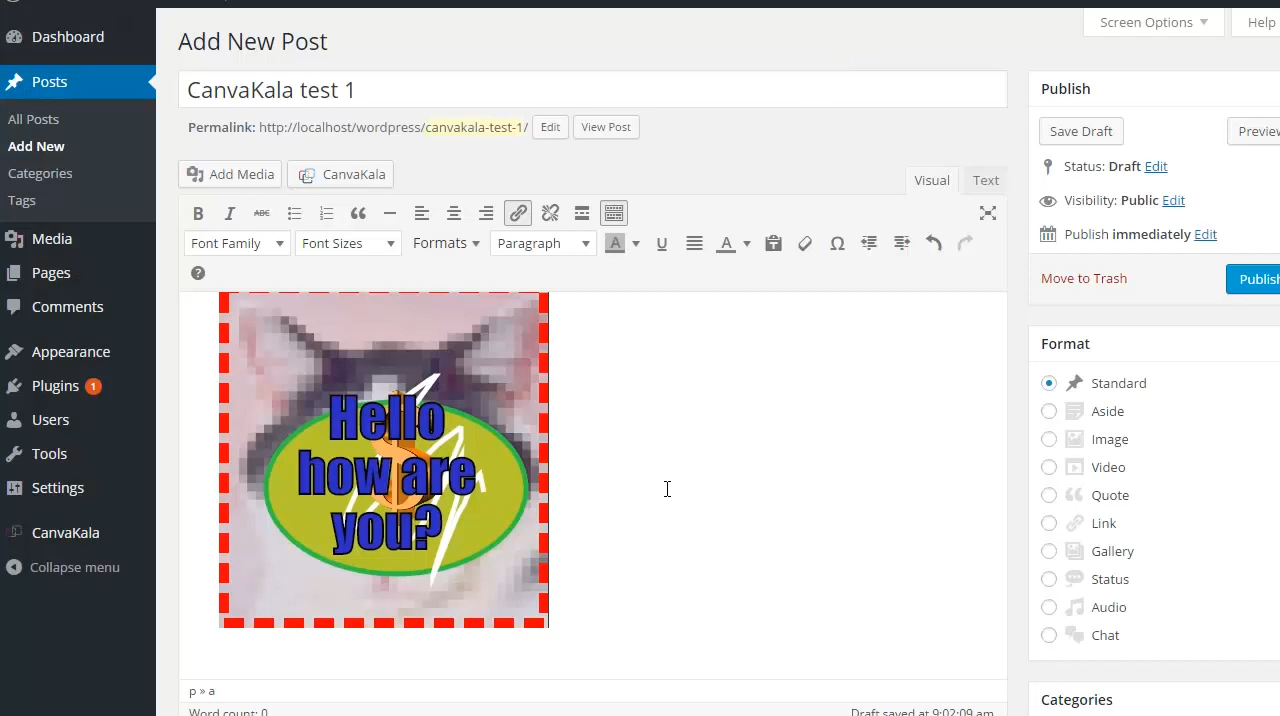 Dashboard
Posts
All Posts
Add New
Categories
Tags
Media
Pages
Comments
Appearance
Plugins 1
Users
Tools
Settings
CanvaKala
Collapse menu
Screen Options
Help
Add New Post
CanvaKala test 1
Permalink: http://localhost/wordpress/canvakala-test-1/ Edit View Post
Add Media CanvaKala
Visual Text
B I ABC
Font Family Font Sizes Formats Paragraph A U A Ω
?
Hello
how are
you?
$
p » a
Word count: 0
Draft saved at 9:02:09 am.
Publish
Save Draft Preview
Status: Draft Edit
Visibility: Public Edit
Publish immediately Edit
Move to Trash Publish
Format
Standard
Aside
Image
Video
Quote
Link
Gallery
Status
Audio
Chat
Categories